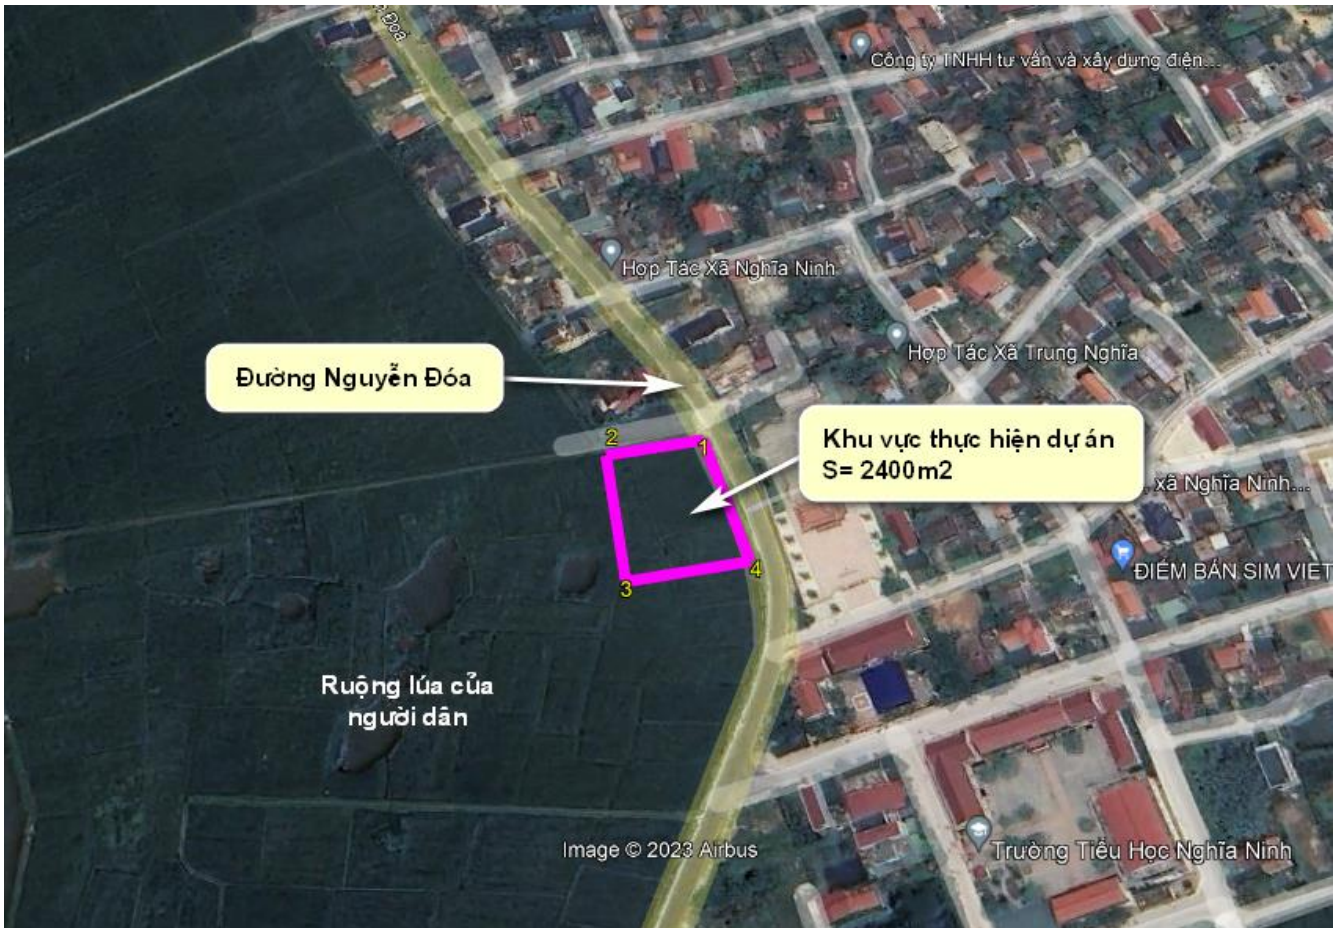 Đoá
Công ty TNHH tư vấn và xây dựng điện...
Hợp Tác Xã Nghĩa Ninh
Hợp Tác Xã Trung Nghĩa
Đường Nguyễn Đóa
Khu vực thực hiện dự án
S= 2400m2
2
1
xã Nghĩa Ninh...
4
3
ĐIỂM BÁN SIM VIET
Ruộng lúa của
người dân
Image © 2023 Airbus
Trường Tiểu Học Nghĩa Ninh